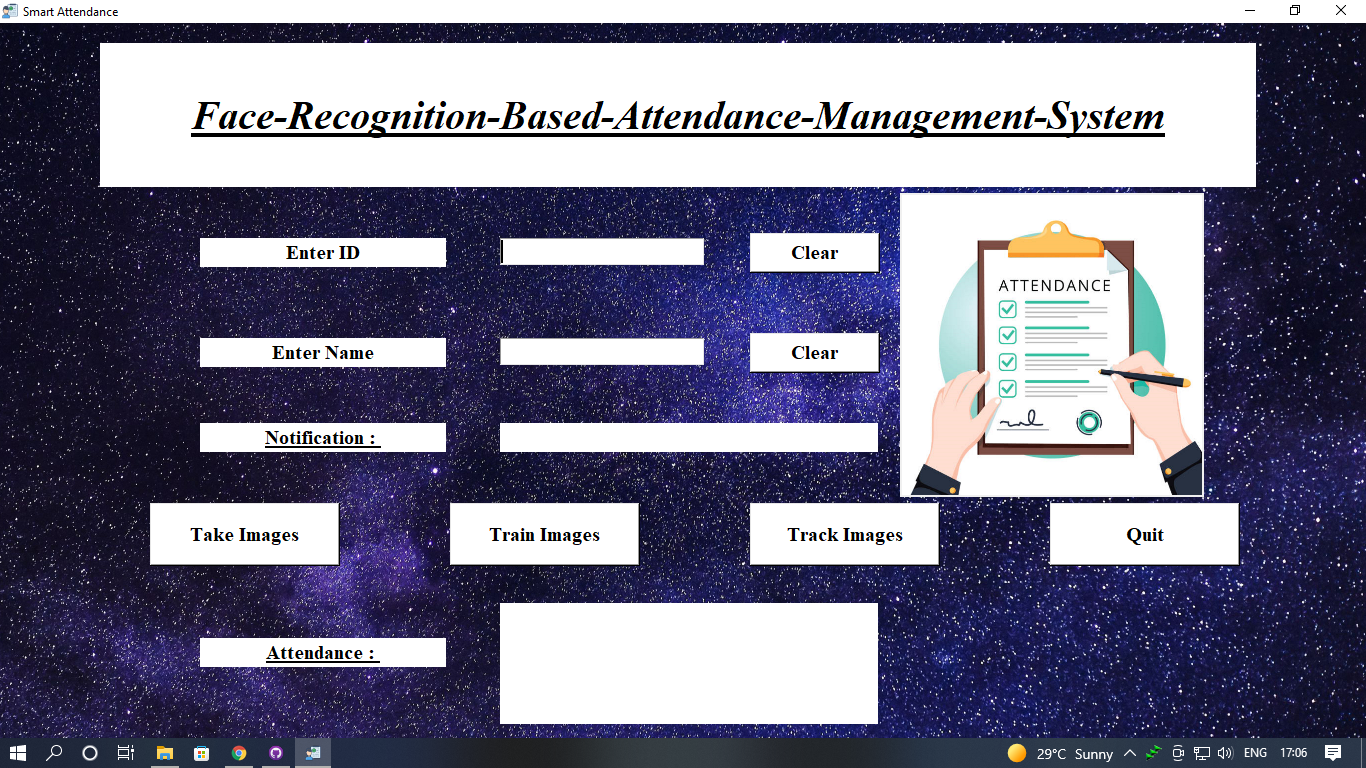 Smart Attendance
Face-Recognition-Based-Attendance-Management-System
Enter ID
Clear
Enter Name
Clear
Notification :
ATTENDANCE
Take Images
Train Images
Track Images
Quit
Attendance :
29°C Sunny
ENG
17:06